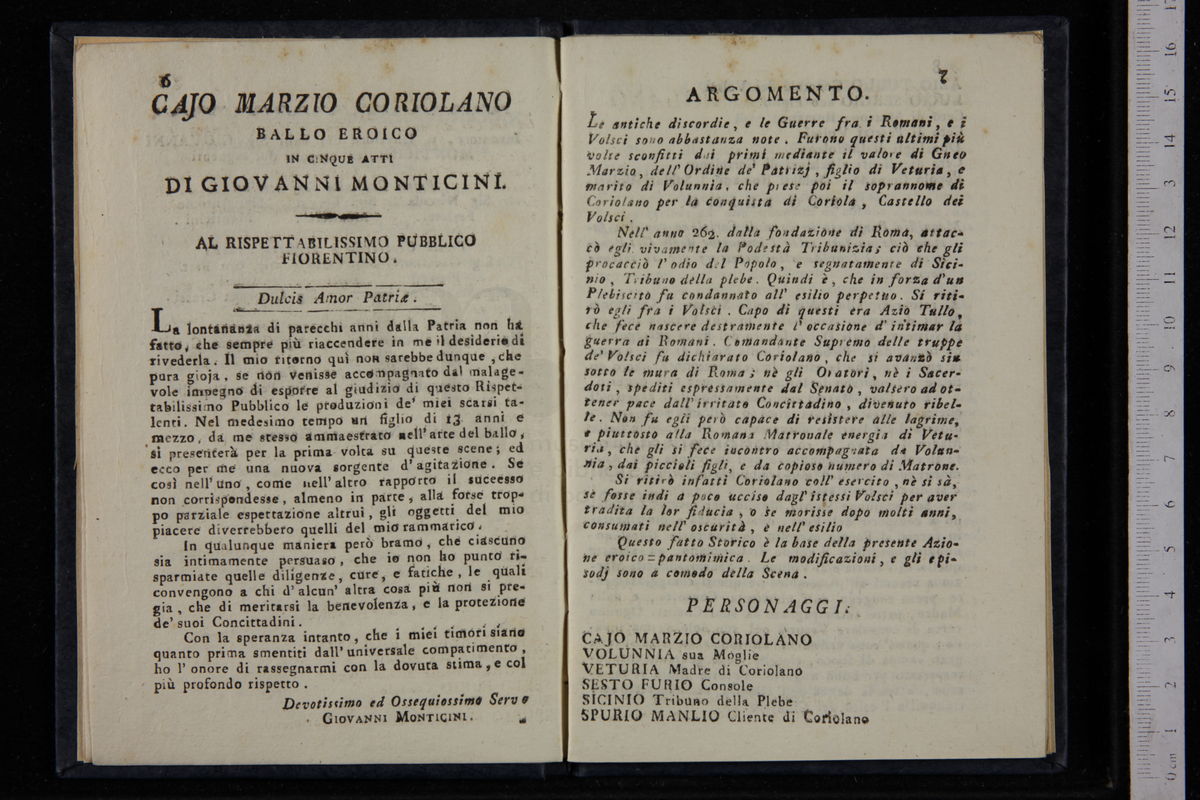 6
CAJO MARZIO CORIOLANO
BALLO EROICO
IN CINQUE ATTI
DI GIOVANNI MONTICINI.
AL RISPETTABILISSIMO PUBBLICO
FIORENTINO.
Dulcis Amor Patriæ.
La lontananza di parecchi anni dalla Patria non ha
fatto, che sempre più riaccendere in me il desiderio di
rivederla. Il mio ritorno quì non sarebbe dunque, che
pura gioja, se non venisse accompagnato dal malage-
vole impegno di esporre al giudizio di questo Rispet-
tabilissimo Pubblico le produzioni de' miei scarsi ta-
lenti. Nel medesimo tempo un figlio di 13 anni e
mezzo, da me stesso ammaestrato nell'arte del ballo,
si presenterà per la prima volta su queste scene; ed
ecco per me una nuova sorgente d'agitazione. Se
così nell'uno, come nell'altro rapporto il successo
non corrispondesse, almeno in parte, alla forse trop-
po parziale espettazione altrui, gli oggetti del mio
piacere diverrebbero quelli del mio rammarico.
In qualunque maniera però bramo, che ciascuno
sia intimamente persuaso, che io non ho punto ri-
sparmiate quelle diligenze, cure, e fatiche, le quali
convengono a chi d'alcun' altra cosa più non si pre-
gia, che di meritarsi la benevolenza, e la protezione
de' suoi Concittadini.
Con la speranza intanto, che i miei timori siano
quanto prima smentiti dall'universale compatimento,
ho l'onore di rassegnarmi con la dovuta stima, e col
più profondo rispetto.
Devotissimo ed Ossequiossimo Servo
GIOVANNI MONTICINI.
7
ARGOMENTO.
Le antiche discordie, e le Guerre fra i Romani, e i
Volsci sono abbastanza note. Furono questi ultimi più
volte sconfitti dai primi mediante il valore di Gneo
Marzio, dell'Ordine de' Patrizj, figlio di Veturia, e
marito di Volunnia, che prese poi il soprannome di
Coriolano per la conquista di Coriola, Castello dei
Volsci.
Nell' anno 262. dalla fondazione di Roma, attac-
cò egli vivamente la Podestà Tribunizia; ciò che gli
procacciò l'odio del Popolo, e segnatamente di Sici-
nio, Tribuno della plebe. Quindi è, che in forza d'un
Plebiscito fu condannato all' esilio perpetuo. Si riti-
rò egli fra i Volsci. Capo di questi era Azio Tullo,
che fece nascere destramente l'occasione d'intimar la
guerra ai Romani. Comandante Supremo delle truppe
de' Volsci fu dichiarato Coriolano, che si avanzò sin
sotto le mura di Roma; nè gli Oratori, nè i Sacer-
doti, spediti espressamente dal Senato, valsero ad ot-
tener pace dall'irritato Concittadino, divenuto ribel-
le. Non fu egli però capace di resistere alle lagrime,
e piuttosto alla Romana Matronale energia di Vetu-
ria, che gli si fece incontro accompagnata da Volun-
nia, dai piccioli figli, e da copioso numero di Matrone.
Si ritirò infatti Coriolano coll' esercito, nè si sà,
se fosse indi a poco ucciso dagl' istessi Volsci per aver
tradita la lor fiducia, o se morisse dopo molti anni,
consumati nell' oscurità, e nell' esilio
Questo fatto Storico è la base della presente Azio-
ne eroico=pantomimica. Le modificazioni, e gli epi-
sodj sono a comodo della Scena.
PERSONAGGI.
CAJO MARZIO CORIOLANO
VOLUNNIA sua Moglie
VETURIA Madre di Coriolano
SESTO FURIO Console
SICINIO Tribuno della Plebe
SPURIO MANLIO Cliente di Coriolano
0 cm 1 2 3 4 5 6 7 8 9 10 11 12 13 14 15 16 17